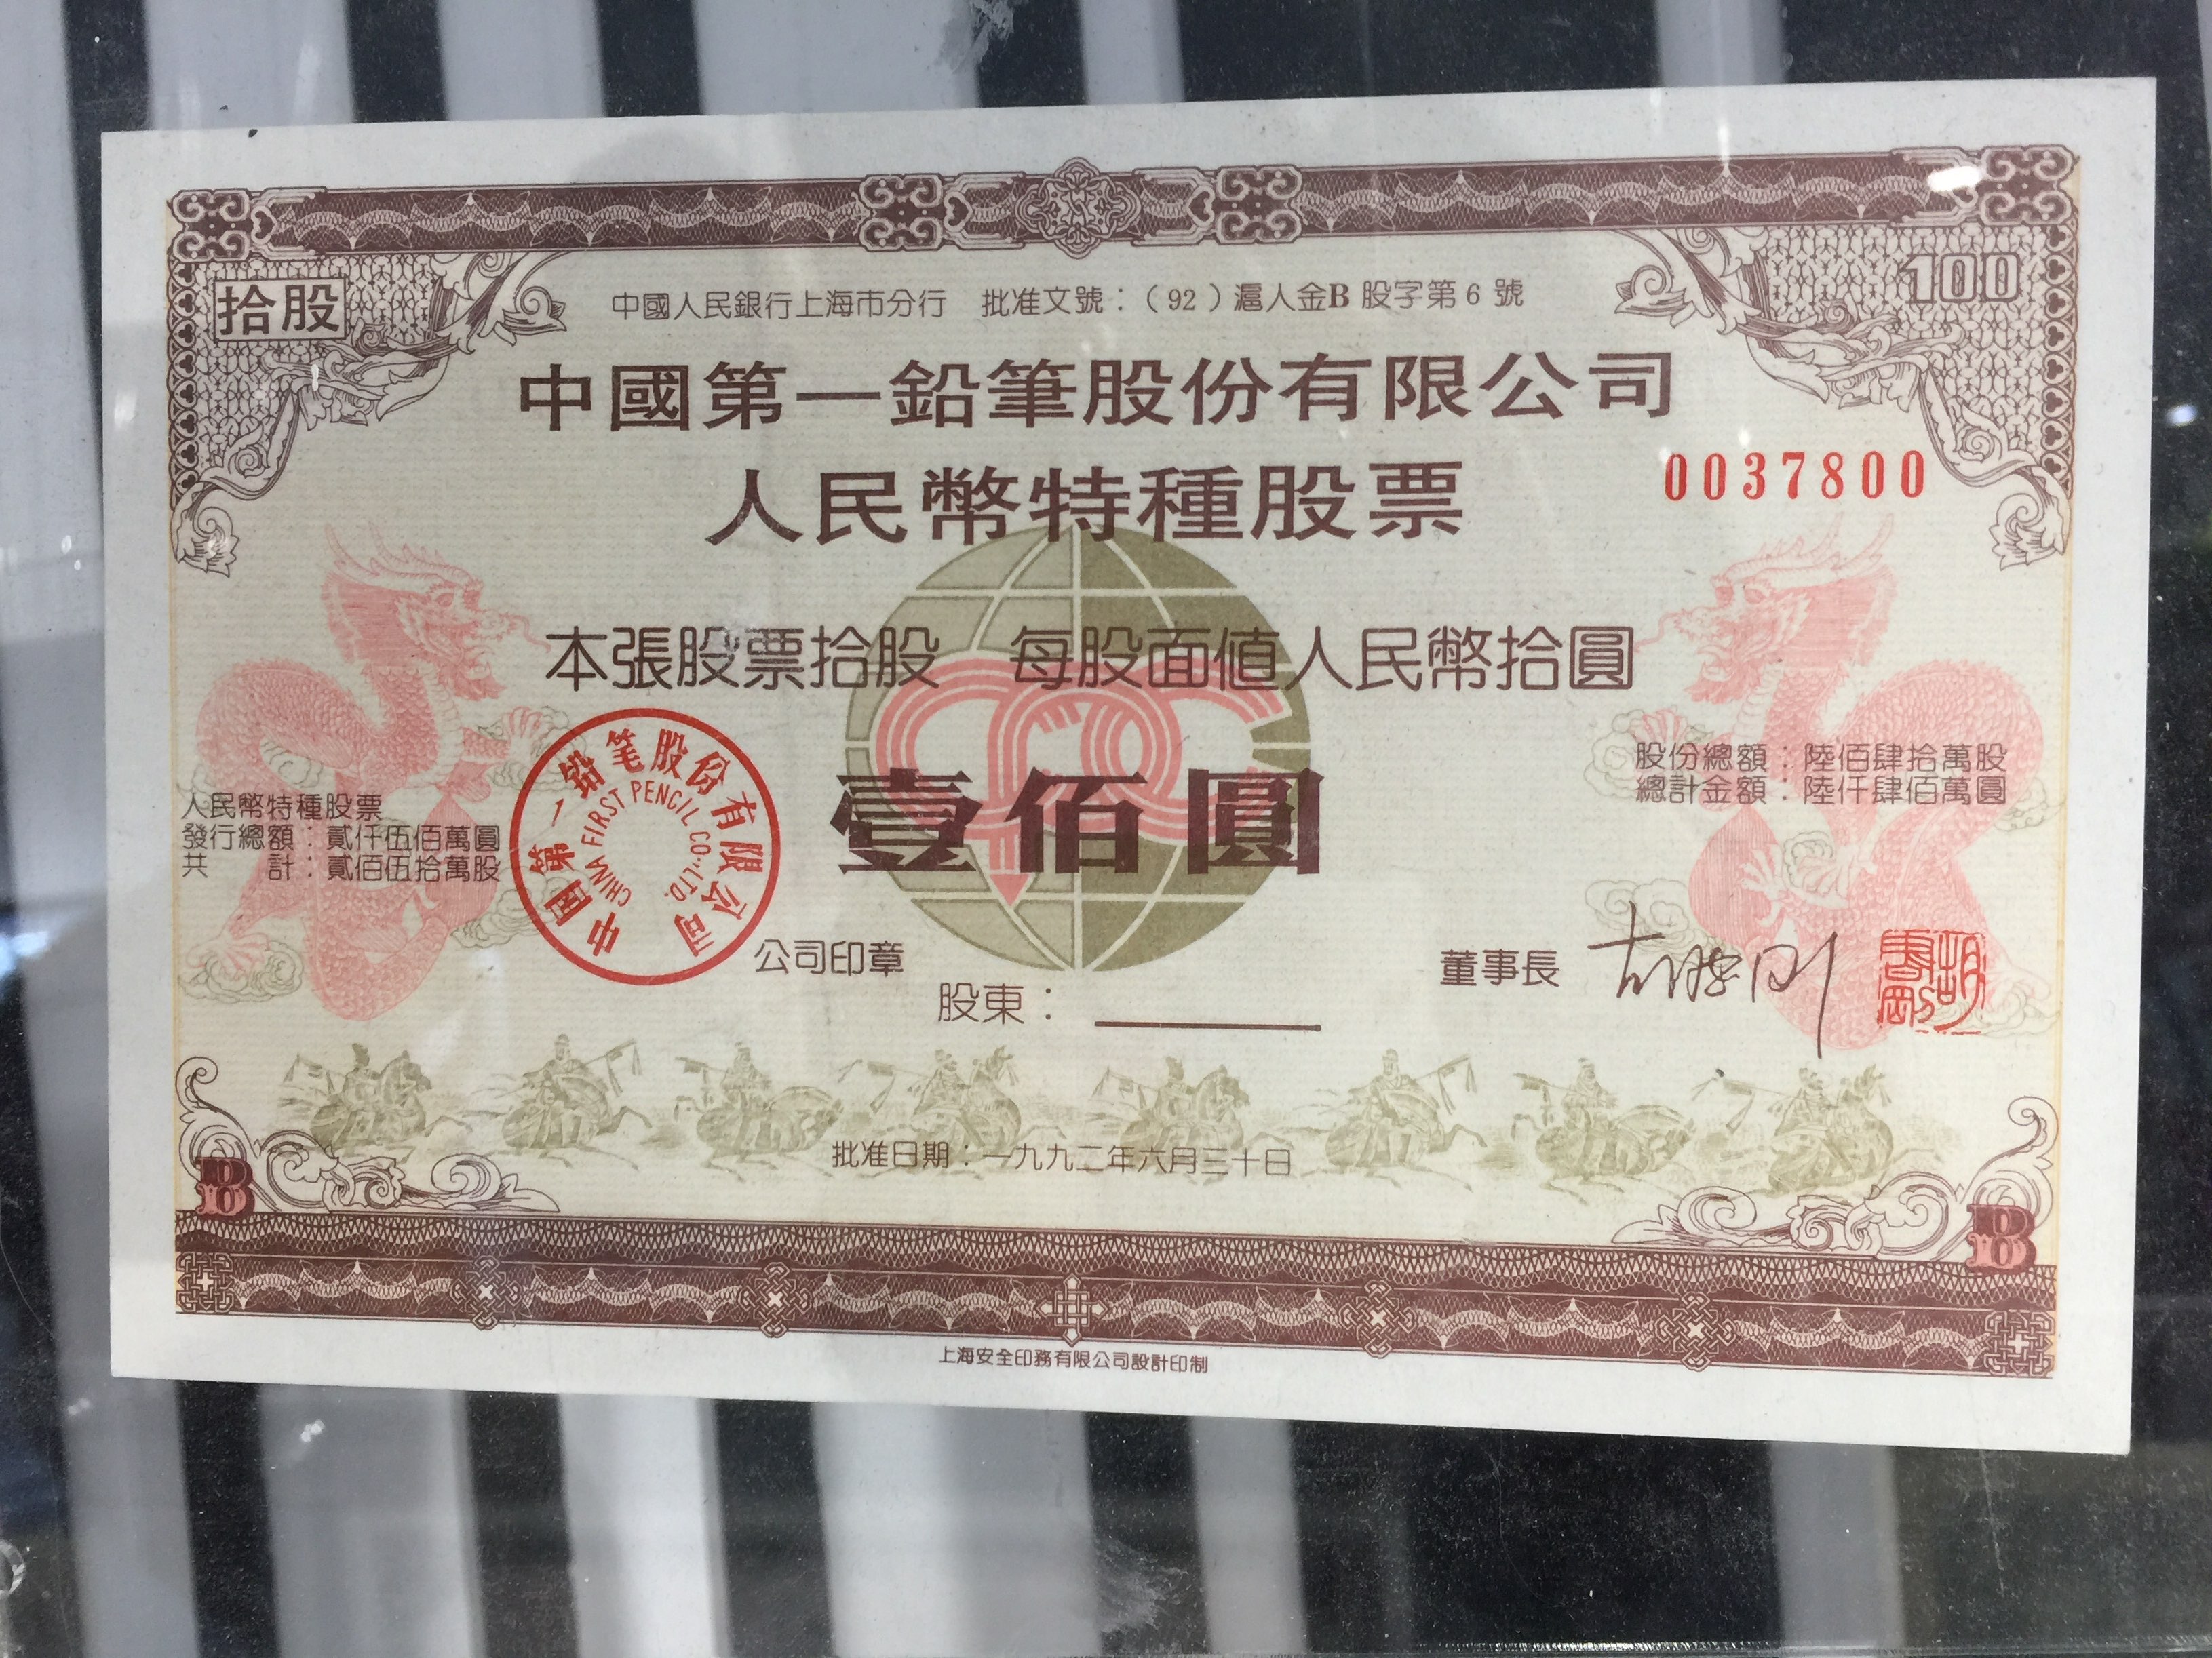 拾股
100
中國人民銀行上海市分行 批准文號：（92）滬人金B 股字第 6 號
中國第一鉛筆股份有限公司
人民幣特種股票
0037800
本張股票拾股 每股面值人民幣拾圓
壹佰圓
股份總額：陸佰肆拾萬股
總計金額：陸仟肆佰萬圓
人民幣特種股票
發行總額：貳仟伍佰萬圓
共 計：貳佰伍拾萬股
中国第一鉛笔股份有限公司
CHINA FIRST PENCIL CO.,LTD.
公司印章
股東：
董事長
批准日期：一九九二年六月三十日
B
B
上海安全印務有限公司設計印制